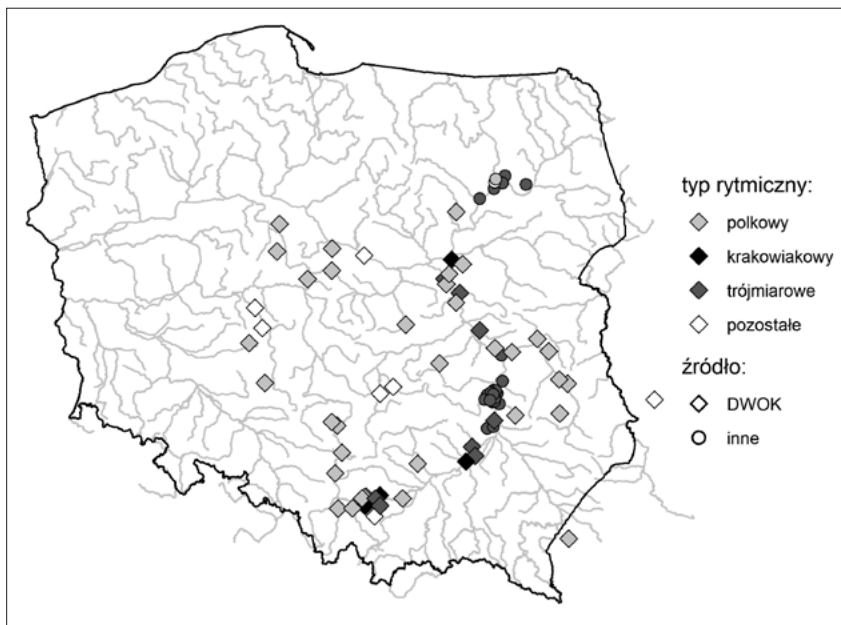 typ rytmiczny:
polkowy
krakowiakowy
trójmiarowe
pozostałe
źródło:
DWOK
inne